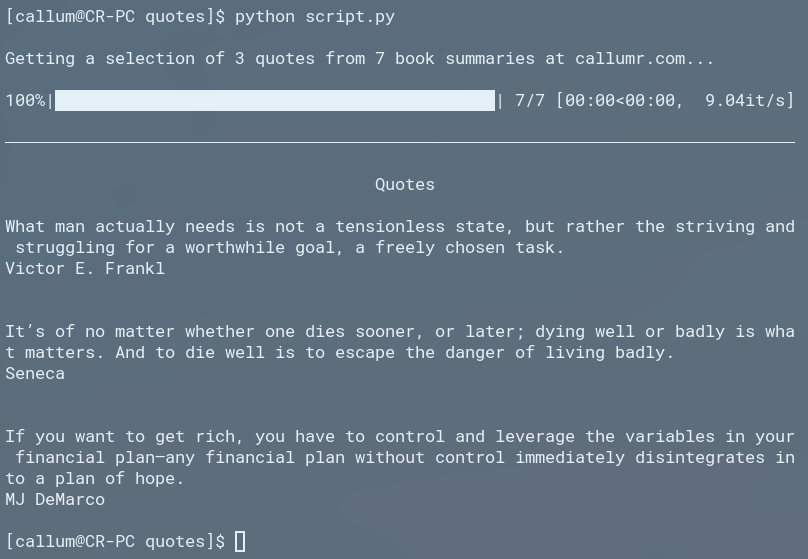 [callum@CR-PC quotes]$ python script.py
Getting a selection of 3 quotes from 7 book summaries at callumr.com...
100%| | 7/7 [00:00<00:00,  9.04it/s]
Quotes
What man actually needs is not a tensionless state, but rather the striving and
 struggling for a worthwhile goal, a freely chosen task.
Victor E. Frankl
It’s of no matter whether one dies sooner, or later; dying well or badly is wha
t matters. And to die well is to escape the danger of living badly.
Seneca
If you want to get rich, you have to control and leverage the variables in your
 financial plan—any financial plan without control immediately disintegrates in
to a plan of hope.
MJ DeMarco
[callum@CR-PC quotes]$